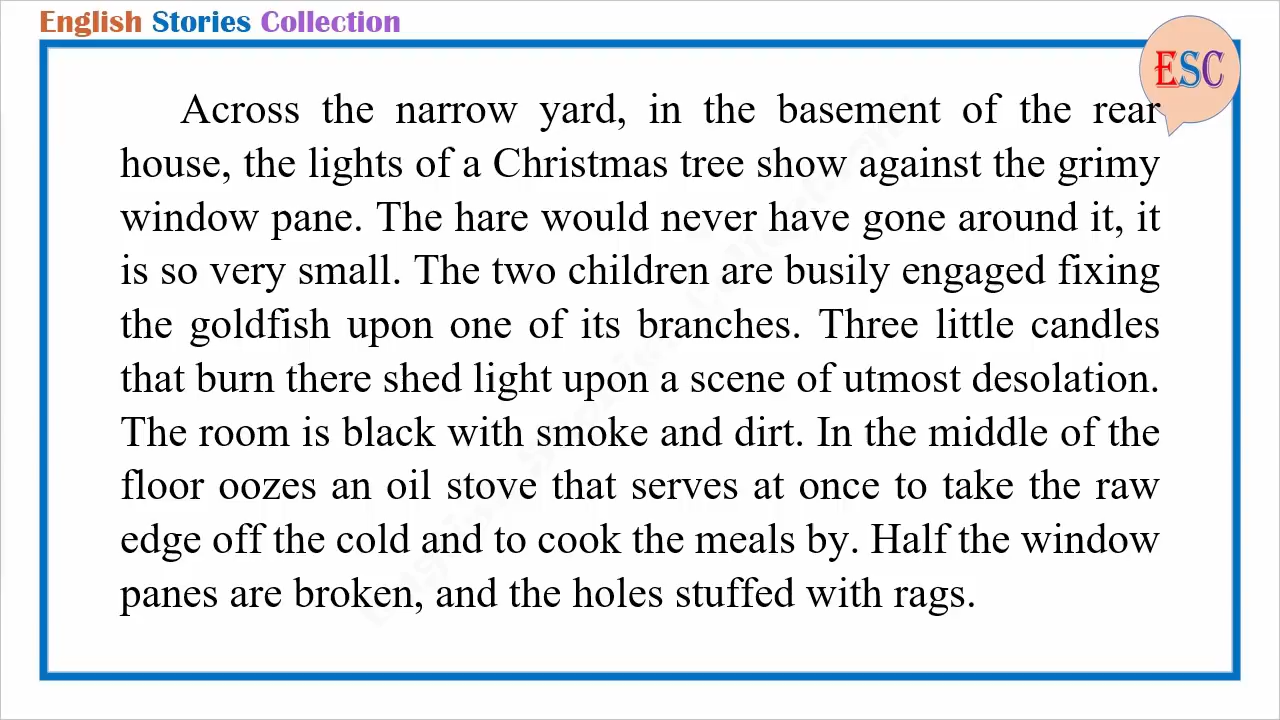 English Stories Collection
ESC
Across the narrow yard, in the basement of the rear
house, the lights of a Christmas tree show against the grimy
window pane. The hare would never have gone around it, it
is so very small. The two children are busily engaged fixing
the goldfish upon one of its branches. Three little candles
that burn there shed light upon a scene of utmost desolation.
The room is black with smoke and dirt. In the middle of the
floor oozes an oil stove that serves at once to take the raw
edge off the cold and to cook the meals by. Half the window
panes are broken, and the holes stuffed with rags.